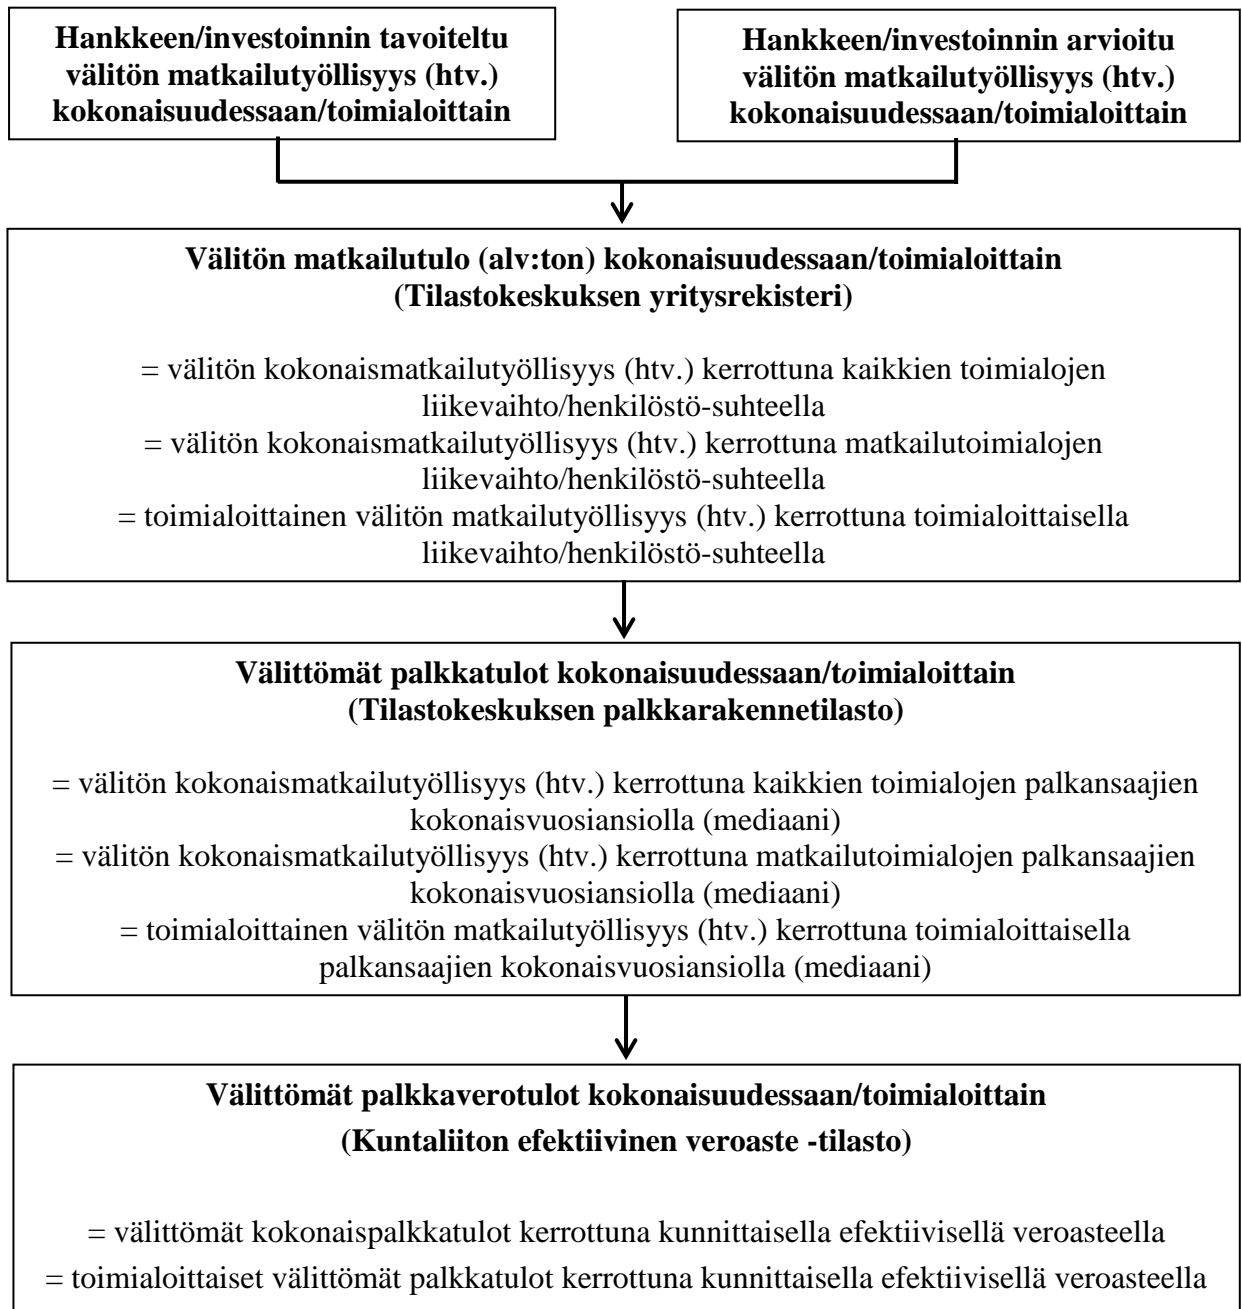 Hankkeen/investoinnin tavoiteltu
välitön matkailutyöllisyys (htv.)
kokonaisuudessaan/toimialoittain
Hankkeen/investoinnin arvioitu
välitön matkailutyöllisyys (htv.)
kokonaisuudessaan/toimialoittain
Välitön matkailutulo (alv:ton) kokonaisuudessaan/toimialoittain
(Tilastokeskuksen yritysrekisteri)
= välitön kokonaismatkailutyöllisyys (htv.) kerrottuna kaikkien toimialojen
liikevaihto/henkilöstö-suhteella
= välitön kokonaismatkailutyöllisyys (htv.) kerrottuna matkailutoimialojen
liikevaihto/henkilöstö-suhteella
= toimialoittainen välitön matkailutyöllisyys (htv.) kerrottuna toimialoittaisella
liikevaihto/henkilöstö-suhteella
Välittömät palkkatulot kokonaisuudessaan/toimialoittain
(Tilastokeskuksen palkkarakennetilasto)
= välitön kokonaismatkailutyöllisyys (htv.) kerrottuna kaikkien toimialojen palkansaajien
kokonaisvuosiansiolla (mediaani)
= välitön kokonaismatkailutyöllisyys (htv.) kerrottuna matkailutoimialojen palkansaajien
kokonaisvuosiansiolla (mediaani)
= toimialoittainen välitön matkailutyöllisyys (htv.) kerrottuna toimialoittaisella
palkansaajien kokonaisvuosiansiolla (mediaani)
Välittömät palkkaverotulot kokonaisuudessaan/toimialoittain
(Kuntaliiton efektiivinen veroaste -tilasto)
= välittömät kokonaispalkkatulot kerrottuna kunnittaisella efektiivisellä veroasteella
= toimialoittaiset välittömät palkkatulot kerrottuna kunnittaisella efektiivisellä veroasteella